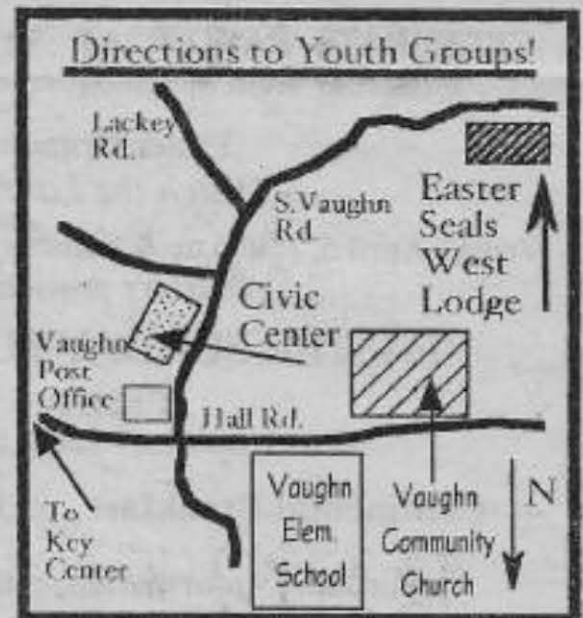 Directions to Youth Groups!
Lackey
Rd.
S.Vaughn
Rd.
Easter
Seals
West
Lodge
Civic
Center
Vaughn
Post
Office
Hall Rd.
To
Key
Center
Vaughn
Elem.
School
Vaughn
Community
Church
N